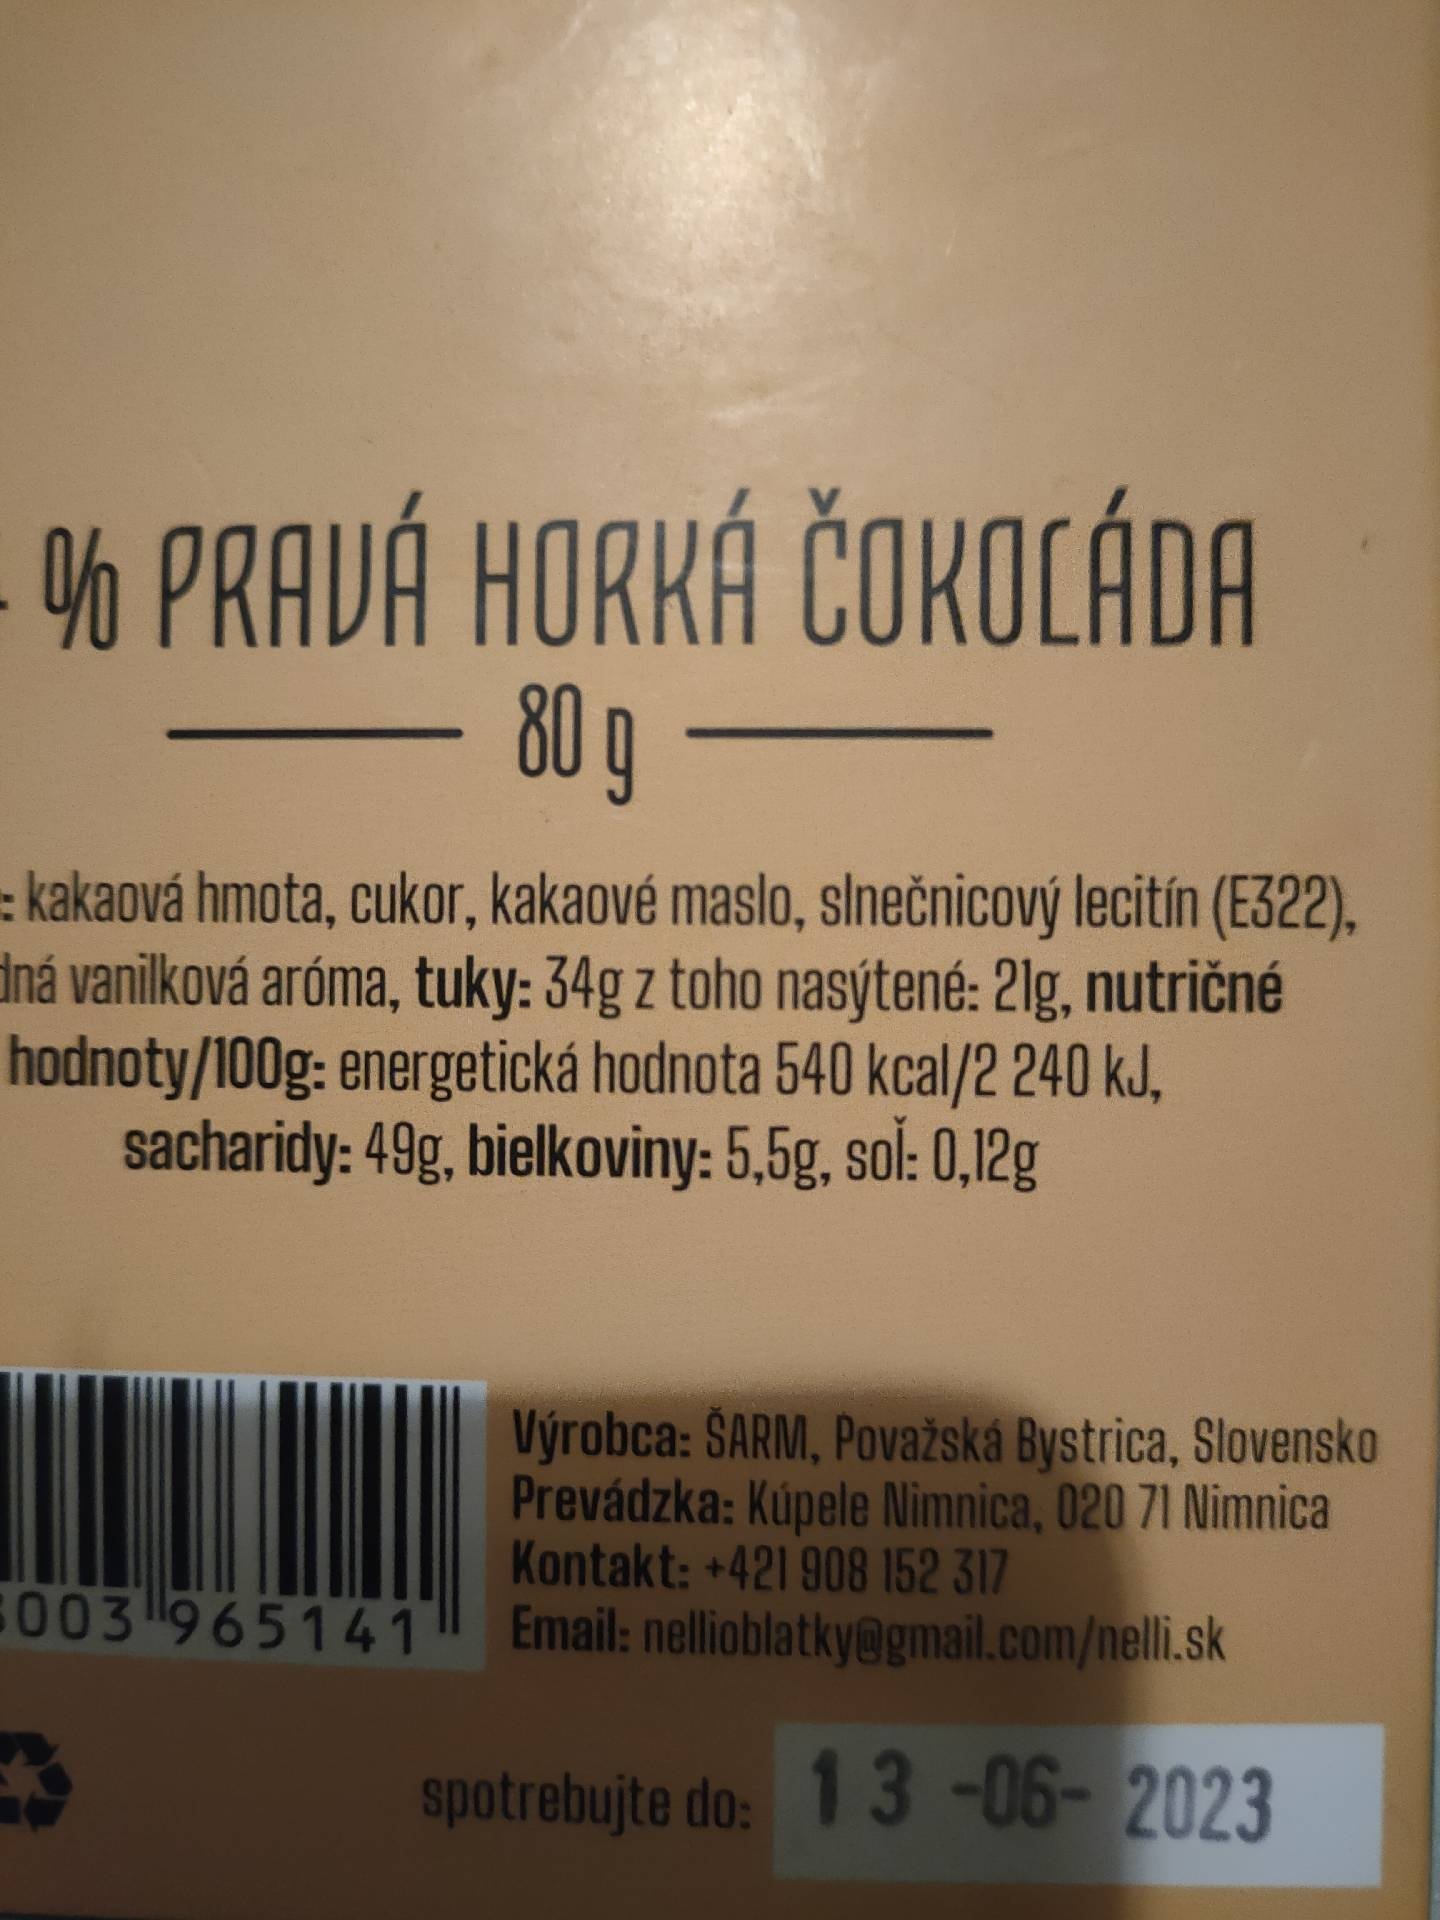 % PRAVÁ HORKÁ ČOKOLÁDA
80 g
kakaová hmota, cukor, kakaové maslo, slnečnicový lecitín (E322),
vanilková aróma, tuky: 34g z toho nasýtené: 21g, nutričné
hodnoty/100g: energetická hodnota 540 kcal/2 240 kJ,
sacharidy: 49g, bielkoviny: 5,5g, soĺ: 0,12g
Výrobca: ŠARM, Považská Bystrica, Slovensko
Prevádzka: Kúpele Nimnica, 020 71 Nimnica
Kontakt: +421 908 152 317
Email: nellioblatky@gmail.com/nelli.sk
003 965141
spotrebujte do: 13 -06- 2023